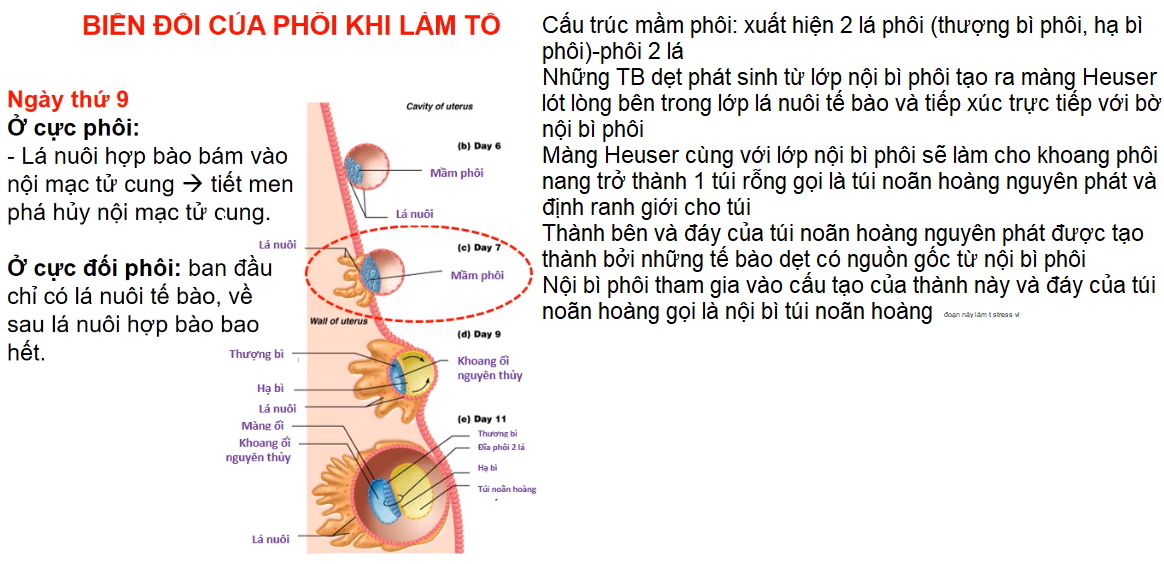 BIẾN ĐỔI CỦA PHÔI KHI LÀM TỔ
Ngày thứ 9
Ở cực phôi:
- Lá nuôi hợp bào bám vào
nội mạc tử cung → tiết men
phá hủy nội mạc tử cung.
Ở cực đối phôi: ban đầu
chỉ có lá nuôi tế bào, về
sau lá nuôi hợp bào bao
hết.
Cavity of uterus
(b) Day 6
Mầm phôi
Lá nuôi
Lá nuôi
(c) Day 7
Mầm phôi
Wall of uterus
(d) Day 9
Thượng bì
Khoang ối
nguyên thủy
Hạ bì
Lá nuôi
(e) Day 11
Màng ối
Khoang ối
nguyên thủy
Thượng bì
Đĩa phôi 2 lá
Hạ bì
Túi noãn hoàng
Lá nuôi
Cấu trúc mầm phôi: xuất hiện 2 lá phôi (thượng bì phôi, hạ bì
phôi)-phôi 2 lá
Những TB dẹt phát sinh từ lớp nội bì phôi tạo ra màng Heuser
lót lòng bên trong lớp lá nuôi tế bào và tiếp xúc trực tiếp với bờ
nội bì phôi
Màng Heuser cùng với lớp nội bì phôi sẽ làm cho khoang phôi
nang trở thành 1 túi rỗng gọi là túi noãn hoàng nguyên phát và
định ranh giới cho túi
Thành bên và đáy của túi noãn hoàng nguyên phát được tạo
thành bởi những tế bào dẹt có nguồn gốc từ nội bì phôi
Nội bì phôi tham gia vào cấu tạo của thành này và đáy của túi
noãn hoàng gọi là nội bì túi noãn hoàng
đoạn này làm t stress vl